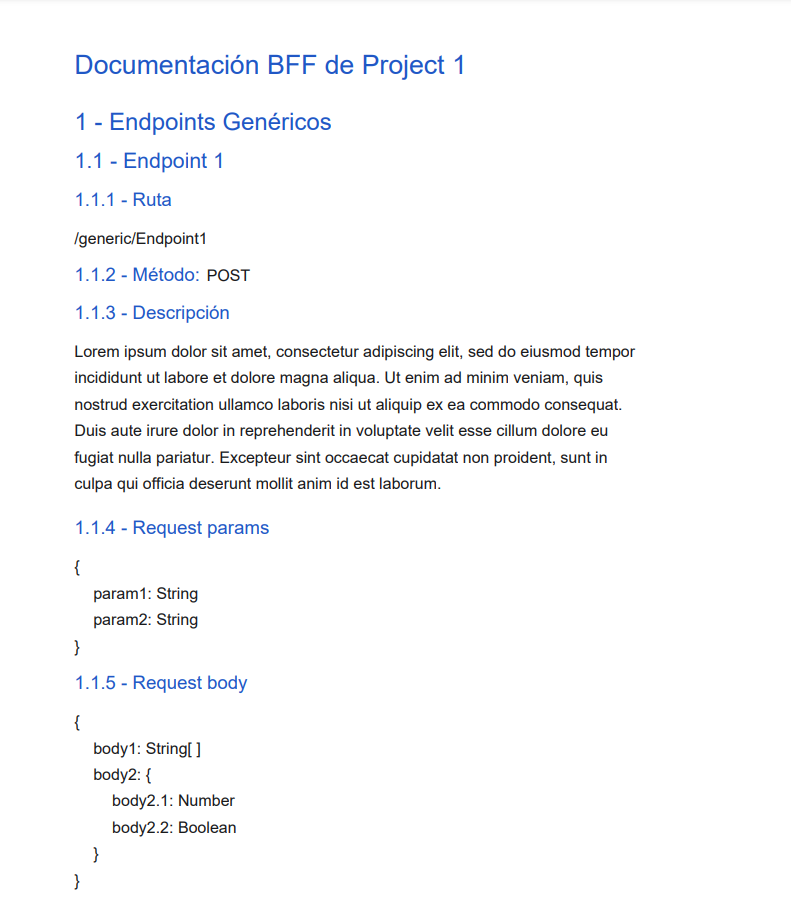 Documentación BFF de Project 1
1 - Endpoints Genéricos
1.1 - Endpoint 1
1.1.1 - Ruta
/generic/Endpoint1
1.1.2 - Método: POST
1.1.3 - Descripción
Lorem ipsum dolor sit amet, consectetur adipiscing elit, sed do eiusmod tempor
incididunt ut labore et dolore magna aliqua. Ut enim ad minim veniam, quis
nostrud exercitation ullamco laboris nisi ut aliquip ex ea commodo consequat.
Duis aute irure dolor in reprehenderit in voluptate velit esse cillum dolore eu
fugiat nulla pariatur. Excepteur sint occaecat cupidatat non proident, sunt in
culpa qui officia deserunt mollit anim id est laborum.
1.1.4 - Request params
{
param1: String
param2: String
}
1.1.5 - Request body
{
body1: String[ ]
body2: {
body2.1: Number
body2.2: Boolean
}
}